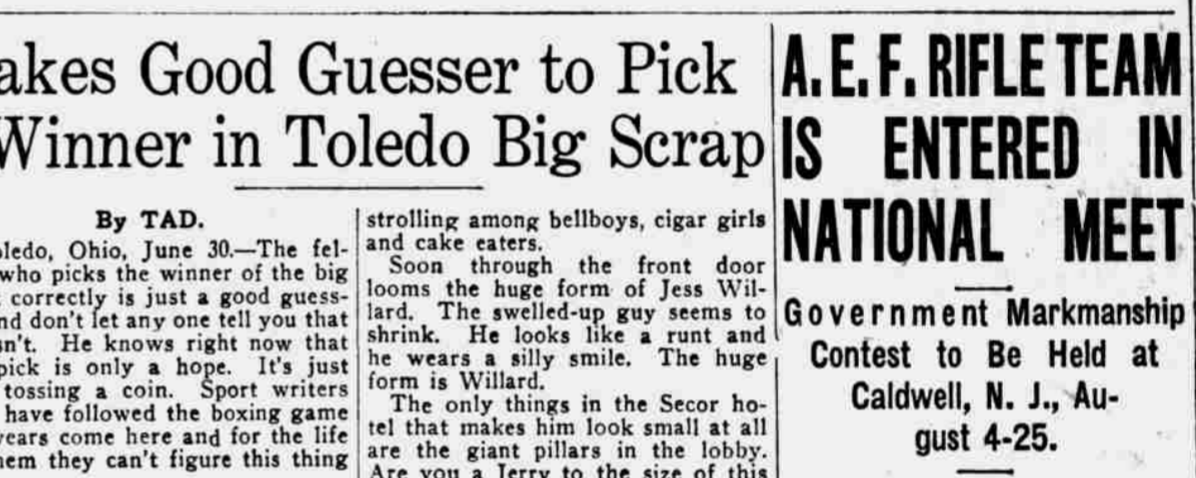 akes Good Guesser to Pick
Winner in Toledo Big Scrap
By TAD.
oledo, Ohio, June 30.—The fel-
who picks the winner of the big
correctly is just a good guess-
nd don't let any one tell you that
sn't. He knows right now that
pick is only a hope. It's just
tossing a coin. Sport writers
have followed the boxing game
years come here and for the life
hem they can't figure this thing
strolling among bellboys, cigar girls
and cake eaters.
Soon through the front door
looms the huge form of Jess Wil-
lard. The swelled-up guy seems to
shrink. He looks like a runt and
he wears a silly smile. The huge
form is Willard.
The only things in the Secor ho-
tel that makes him look small at all
are the giant pillars in the lobby.
Are you a Jerry to the size of this
A. E. F. RIFLE TEAM
IS ENTERED IN
NATIONAL MEET
Government Markmanship
Contest to Be Held at
Caldwell, N. J., Au-
gust 4-25.